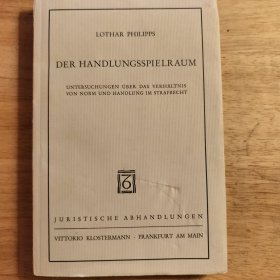 LOTHAR PHILIPPS
DER HANDLUNGSSPIELRAUM
UNTERSUCHUNGEN ÜBER DAS VERHÄLTNIS
VON NORM UND HANDLUNG IM STRAFRECHT
JURISTISCHE ABHANDLUNGEN
VITTORIO KLOSTERMANN · FRANKFURT AM MAIN